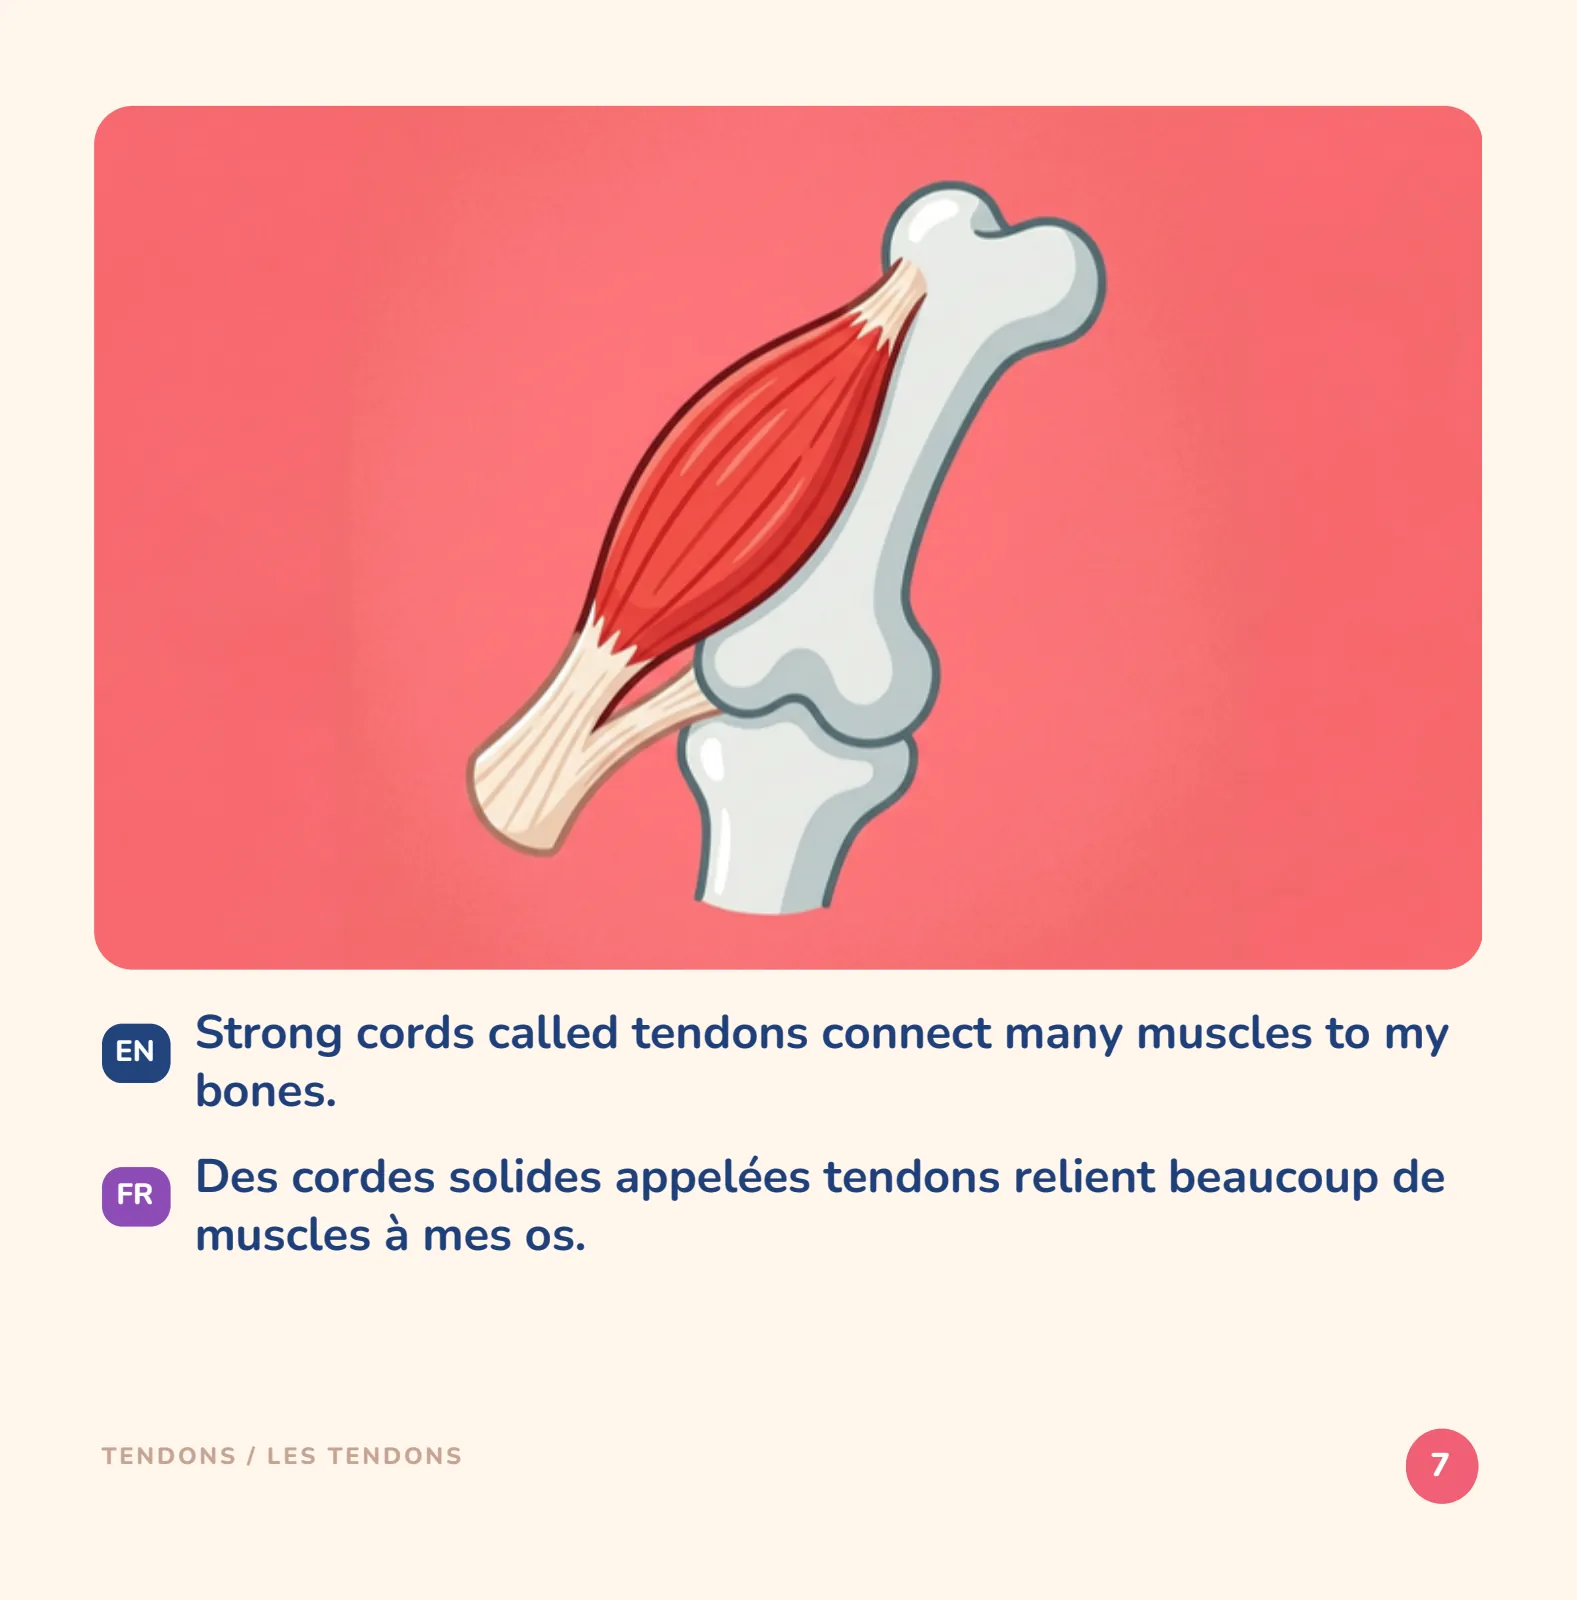 EN
Strong cords called tendons connect many muscles to my
bones.
FR
Des cordes solides appelées tendons relient beaucoup de
muscles à mes os.
TENDONS / LES TENDONS
7